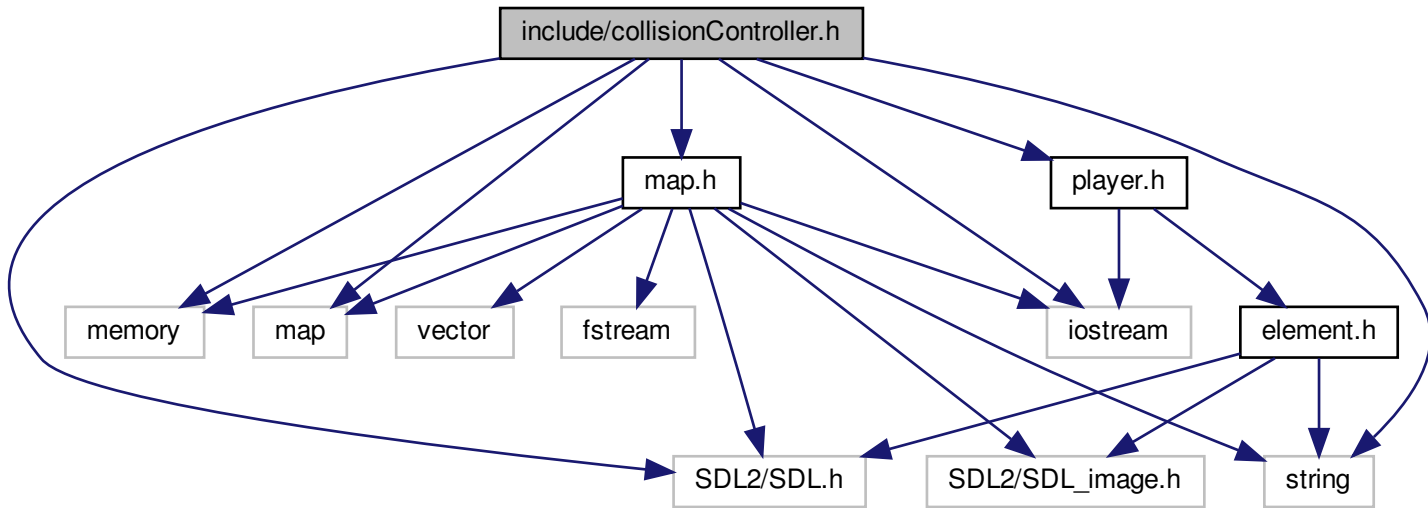 include/collisionController.h
map.h
player.h
memory
map
vector
fstream
iostream
element.h
SDL2/SDL.h
SDL2/SDL_image.h
string